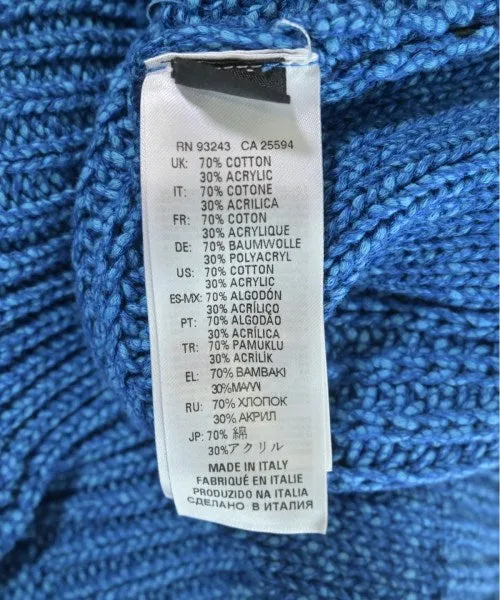 RN 93243 CA 25594
UK: 70% COTTON
30% ACRYLIC
IT: 70% COTONE
30% ACRILICA
FR: 70% COTON
30% ACRYLIQUE
DE: 70% BAUMWOLLE
30% POLYACRYL
US: 70% COTTON
30% ACRYLIC
ES-MX: 70% ALGODÓN
30% ACRÍLICO
PT: 70% ALGODÃO
30% ACRÍLICA
TR: 70% PAMUKLU
30% ACRİLİK
EL: 70% ΒΑΜΒΑΚΙ
30%
RU: 70% ХЛОПОК
30% АКРИЛ
JP: 70% 綿
30%アクリル
MADE IN ITALY
FABRIQUÉ EN ITALIE
PRODUZIDO NA ITALIA
СДЕЛАНО В ИТАЛИЯ